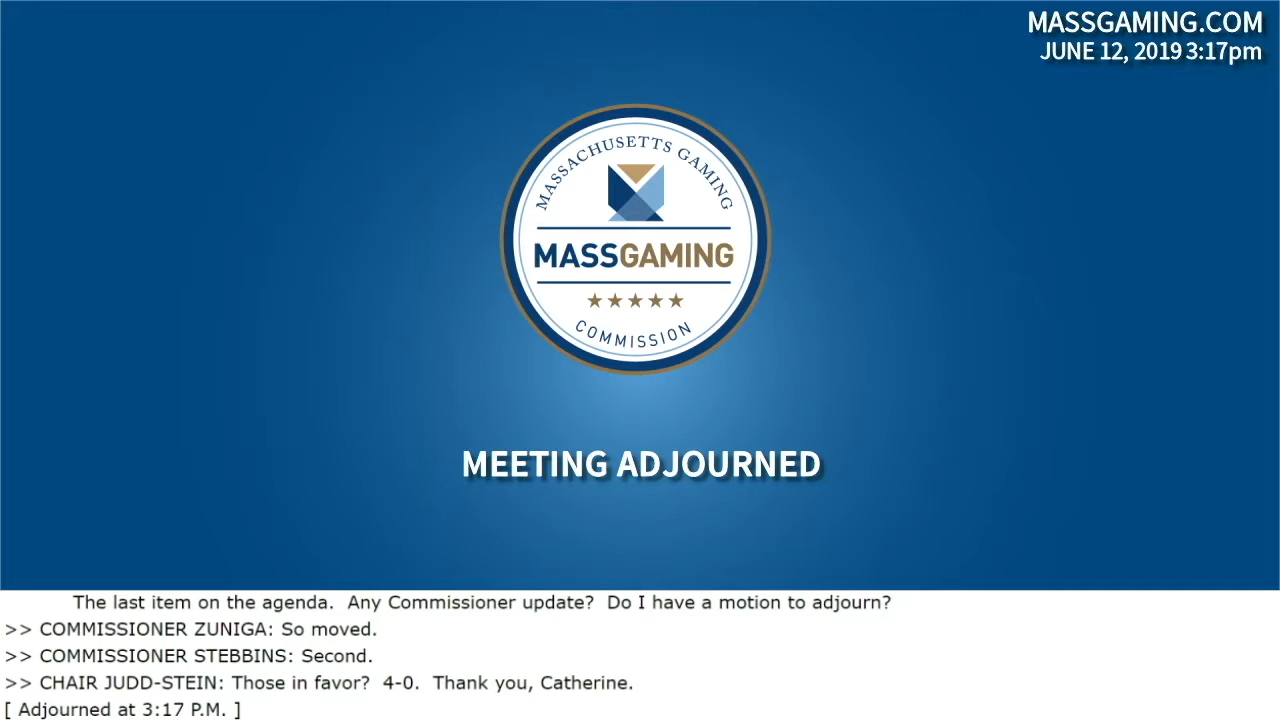 MASSGAMING.COM
JUNE 12, 2019 3:17pm
MASSACHUSETTS GAMING
MASSGAMING
COMMISSION
MEETING ADJOURNED
The last item on the agenda.  Any Commissioner update?  Do I have a motion to adjourn?
>> COMMISSIONER ZUNIGA: So moved.
>> COMMISSIONER STEBBINS: Second.
>> CHAIR JUDD-STEIN: Those in favor?  4-0.  Thank you, Catherine.
[ Adjourned at 3:17 P.M. ]